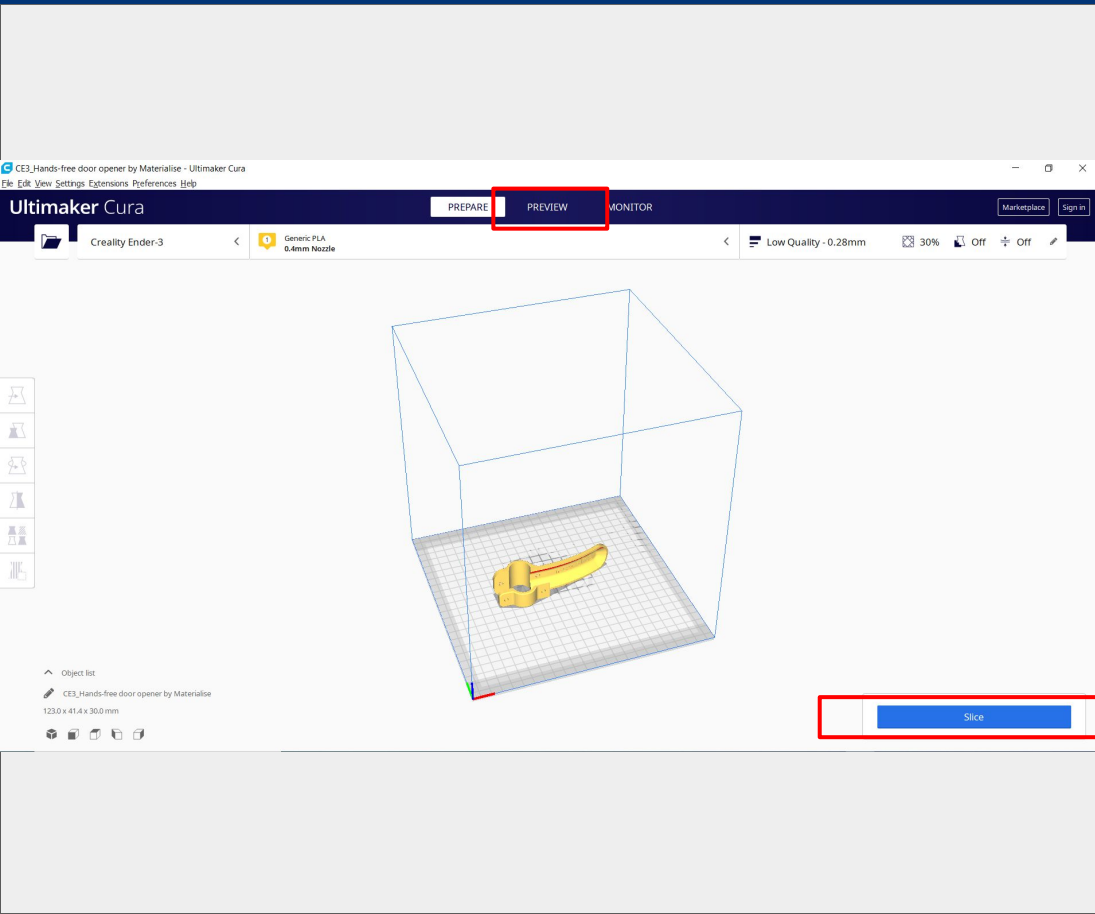 CE3_Hands-free door opener by Materialise - Ultimaker Cura
File Edit View Settings Extensions Preferences Help
Ultimaker Cura
PREPARE
PREVIEW
MONITOR
Marketplace
Sign in
Creality Ender-3
1
Generic PLA
0.4mm Nozzle
Low Quality - 0.28mm
30%
Off
Off
Object list
CE3_Hands-free door opener by Materialise
123.0 x 41.4 x 30.0 mm
Slice